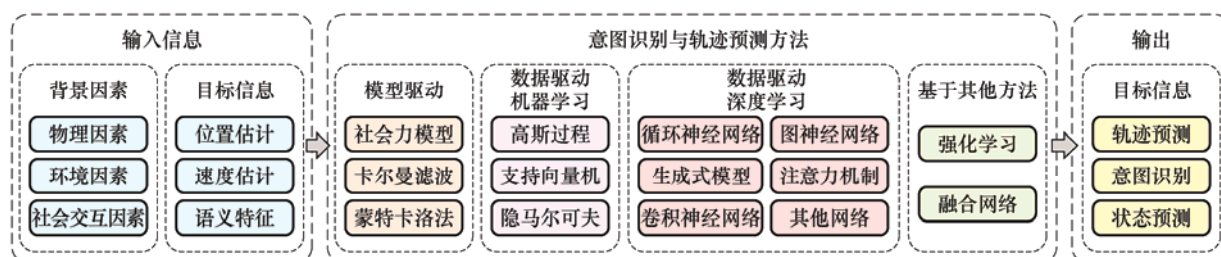 输入信息
背景因素
物理因素
环境因素
社会交互因素
目标信息
位置估计
速度估计
语义特征
意图识别与轨迹预测方法
模型驱动
社会力模型
卡尔曼滤波
蒙特卡洛法
数据驱动
机器学习
高斯过程
支持向量机
隐马尔可夫
数据驱动
深度学习
循环神经网络
图神经网络
生成式模型
注意力机制
卷积神经网络
其他网络
基于其他方法
强化学习
融合网络
输出
目标信息
轨迹预测
意图识别
状态预测